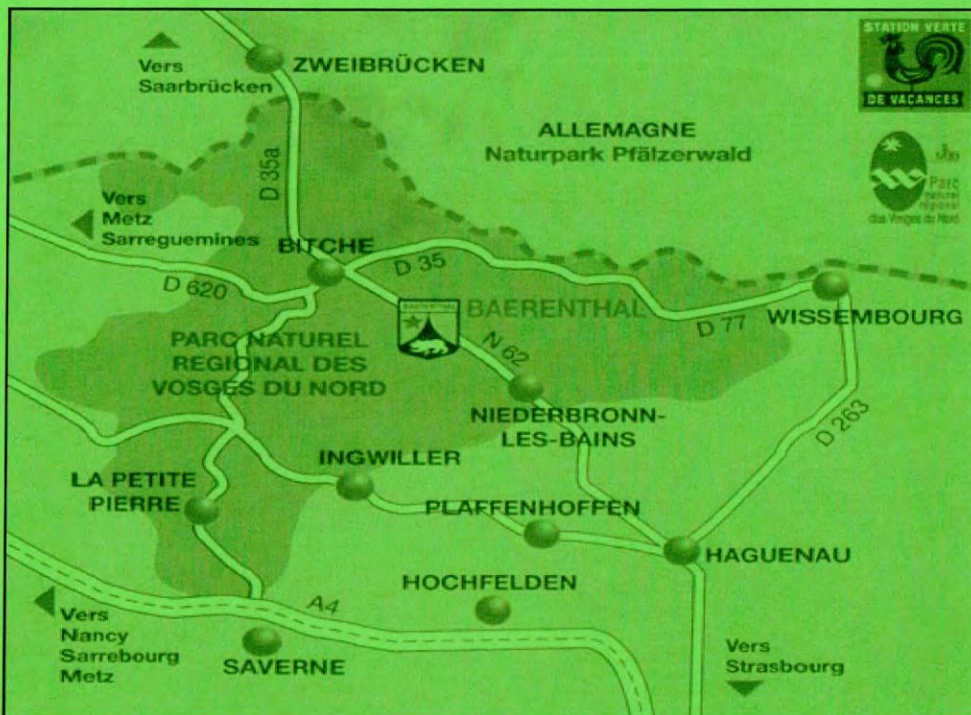 STATION VERTE
DE VACANCES
ZWEIBRÜCKEN
Vers
Saarbrücken
ALLEMAGNE
Naturpark Pfälzerwald
Parc
naturel
régional
des Vosges du Nord
D 35a
Vers
Metz
Sarreguemines
BITCHE
D 35
D 620
BAERENTHAL
BAERENTHAL
D 77
WISSEMBOURG
PARC NATUREL
REGIONAL DES
VOSGES DU NORD
N 62
NIEDERBRONN-
LES-BAINS
D 263
INGWILLER
LA PETITE
PIERRE
PLAFFENHOFFEN
HAGUENAU
HOCHFELDEN
A4
Vers
Nancy
Sarrebourg
Metz
SAVERNE
Vers
Strasbourg